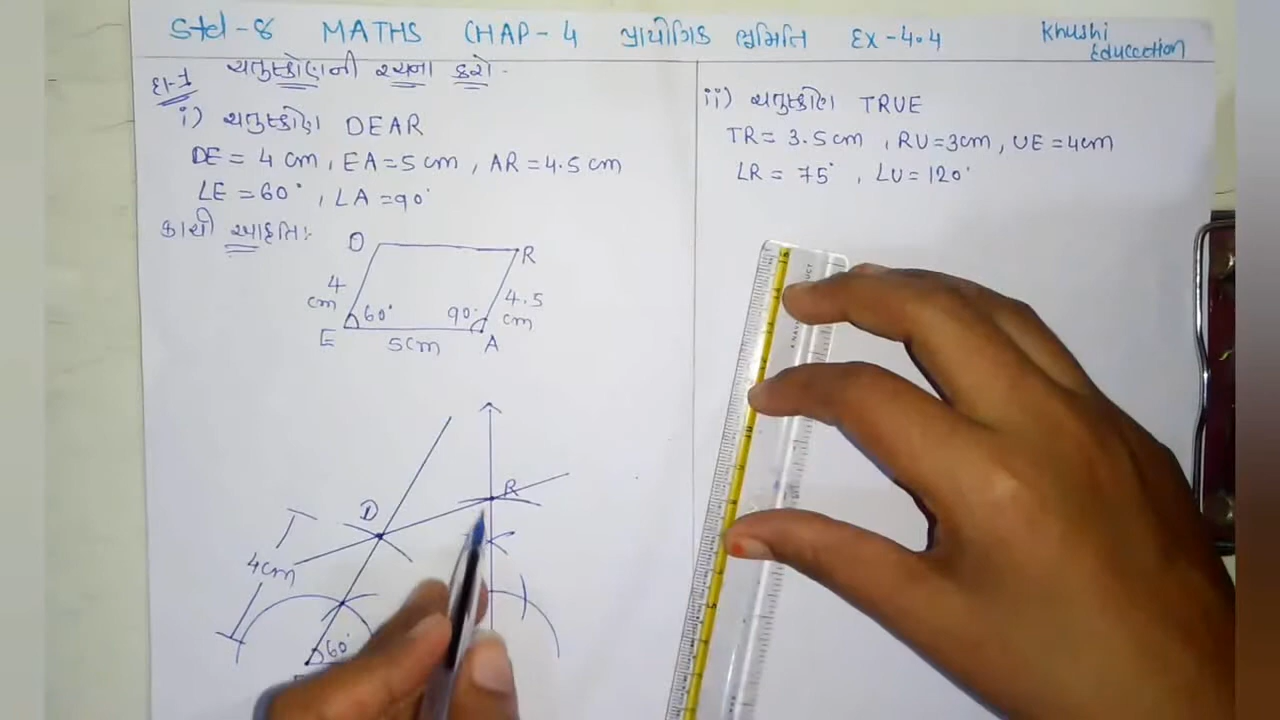 Std-8 MATHS CHAP-4 પ્રાયોગિક ભૂમિતિ Ex-4.4
Khushi
Education
દા-1 ચતુષ્કોણની રચના કરો.
i) ચતુષ્કોણ DEAR
DE = 4 cm, EA=5 cm, AR=4.5 cm
∠E =60°, ∠A =90°
કાચી આકૃતિ:
D
R
4
cm
60°
90°
4.5
cm
E
5cm
A
D
R
4cm
60°
ii) ચતુષ્કોણ TRUE
TR= 3.5 cm, RU=3cm, UE=4cm
∠R = 75°, ∠U=120°